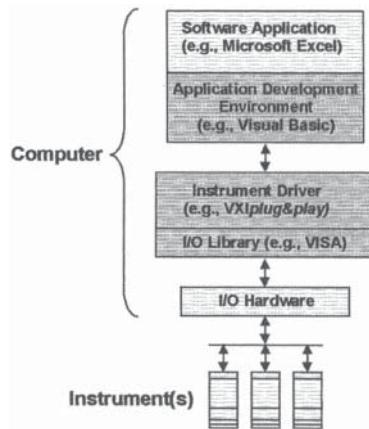 Software Application
(e.g., Microsoft Excel)
Application Development
Environment
(e.g., Visual Basic)
Computer
Instrument Driver
(e.g., VXIplug&play)
I/O Library (e.g., VISA)
I/O Hardware
Instrument(s)